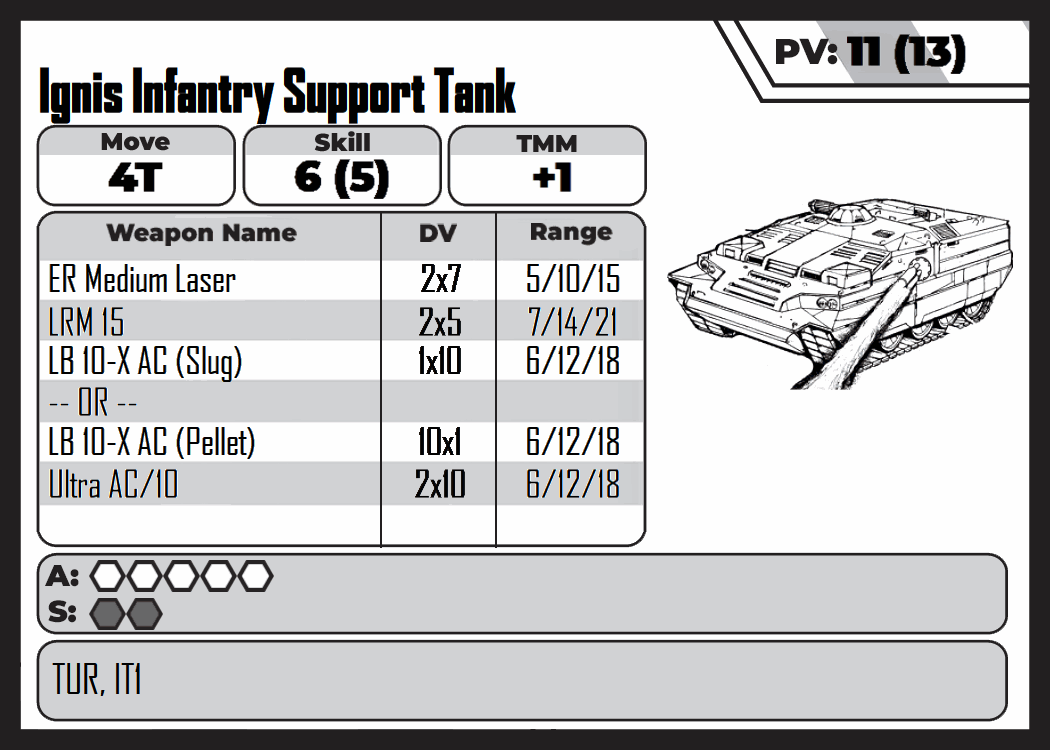 PV: 11 (13)
Ignis Infantry Support Tank
Move Skill TMM
4T 6 (5) +1
Weapon Name DV Range
ER Medium Laser 2x7 5/10/15
LRM 15 2x5 7/14/21
LB 10-X AC (Slug) 1x10 6/12/18
-- OR --
LB 10-X AC (Pellet) 10x1 6/12/18
Ultra AC/10 2x10 6/12/18
A:
S:
TUR, IT1